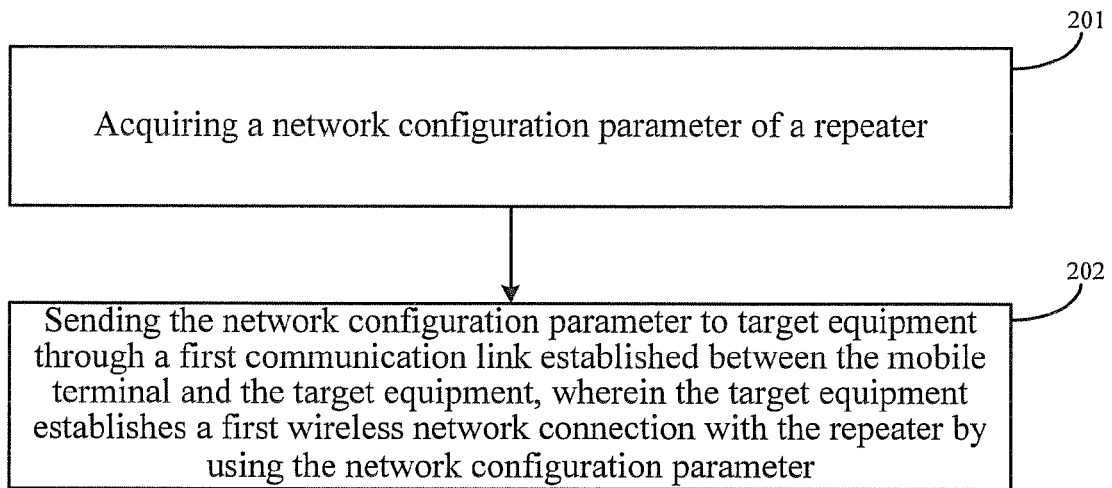 201
Acquiring a network configuration parameter of a repeater
202
Sending the network configuration parameter to target equipment
through a first communication link established between the mobile
terminal and the target equipment, wherein the target equipment
establishes a first wireless network connection with the repeater by
using the network configuration parameter